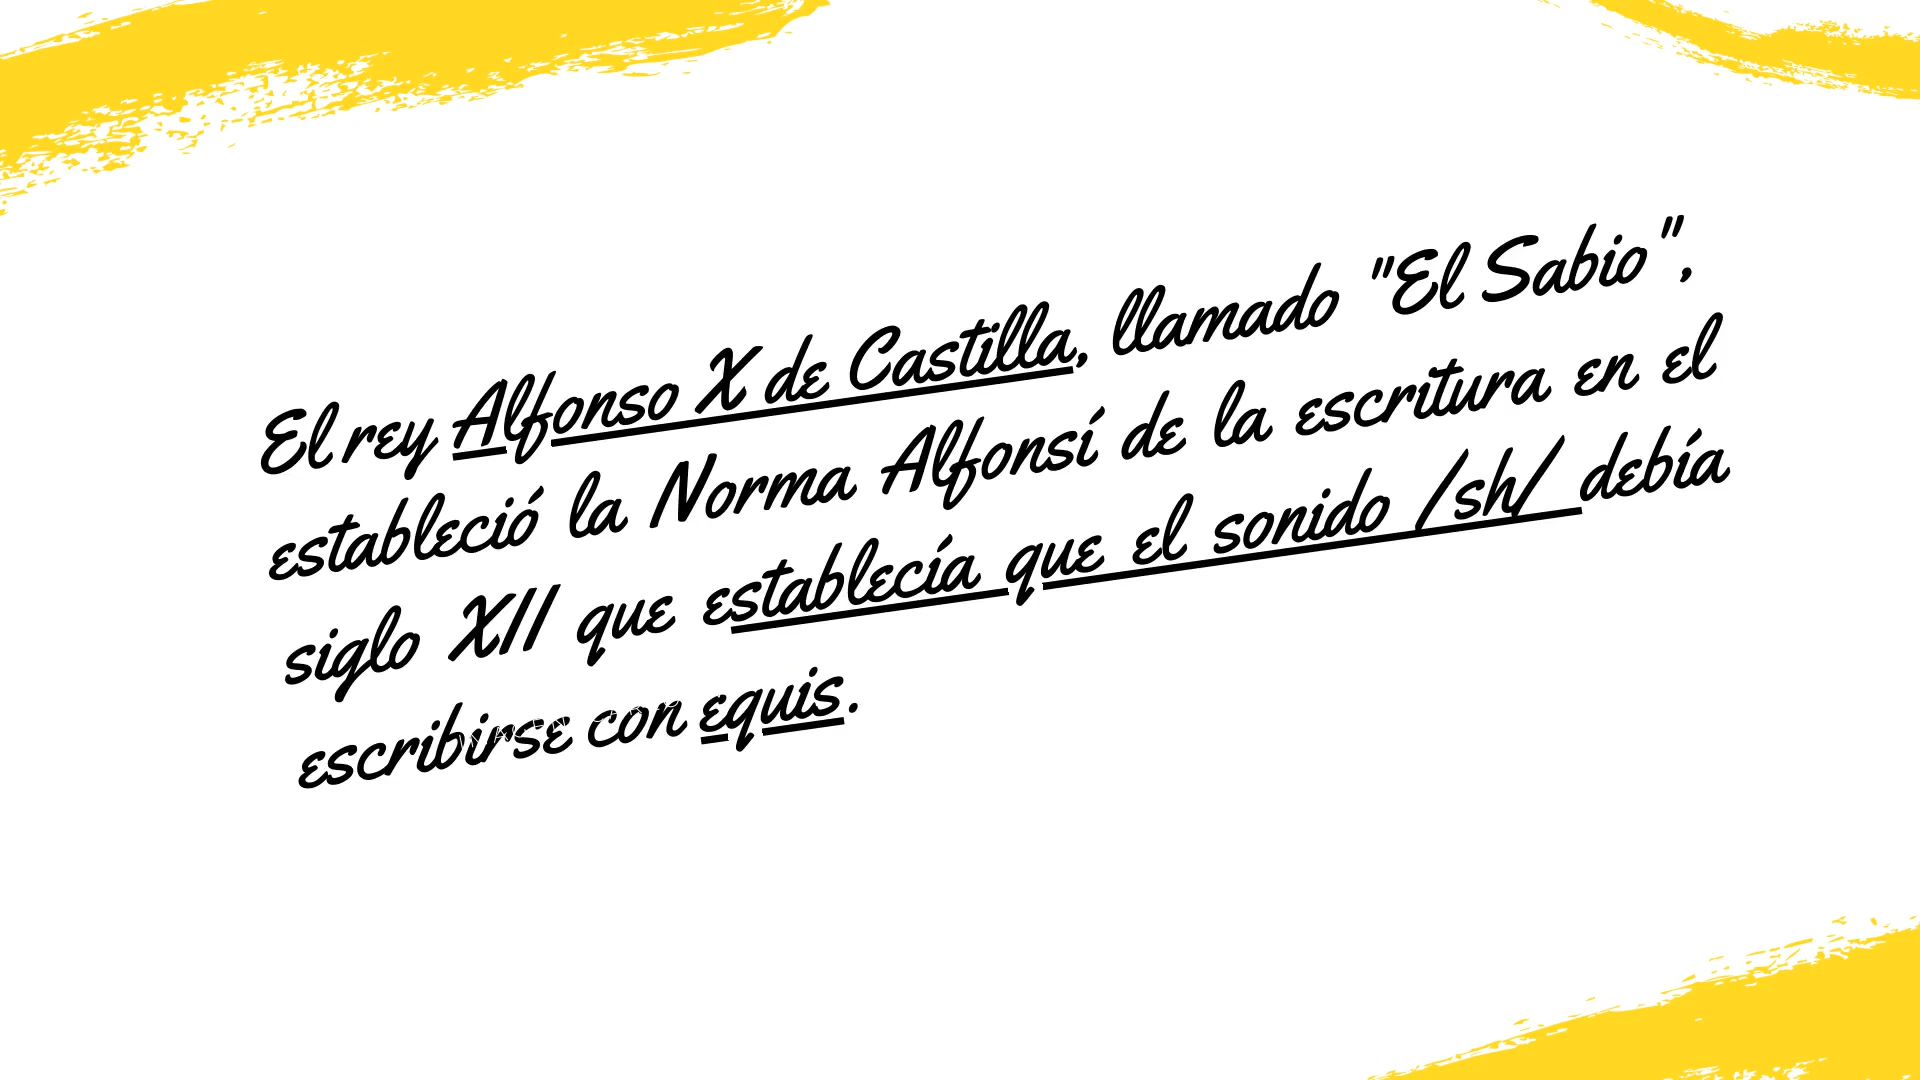 El rey Alfonso X de Castilla, llamado "El Sabio",
estableció la Norma Alfonsí de la escritura en el
siglo XII que establecía que el sonido /sh/ debía
escribirse con equis.